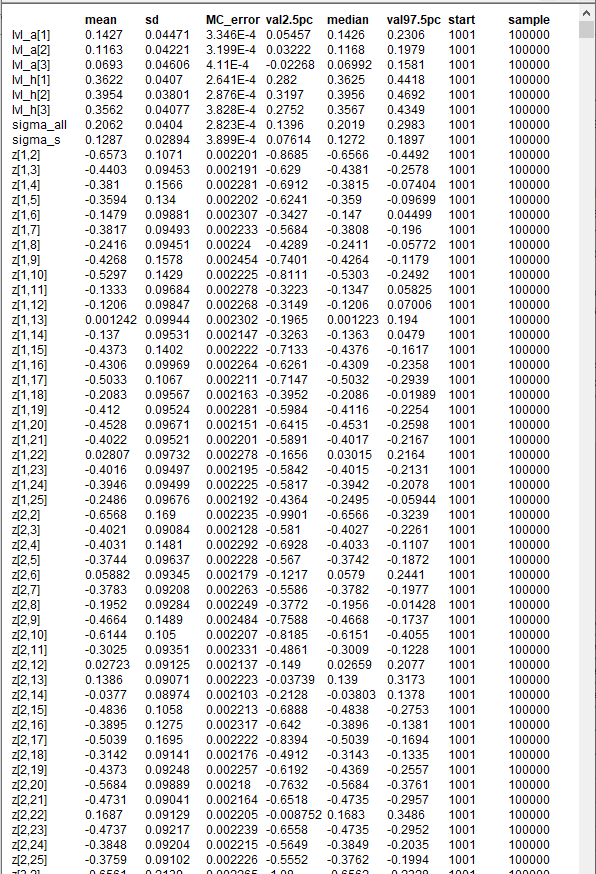 mean sd MC_error val2.5pc median val97.5pc start sample
lvl_a[1] 0.1427 0.04471 3.346E-4 0.05457 0.1426 0.2306 1001 100000
lvl_a[2] 0.1163 0.04221 3.199E-4 0.03222 0.1168 0.1979 1001 100000
lvl_a[3] 0.0693 0.04606 4.11E-4 -0.02268 0.06992 0.1581 1001 100000
lvl_h[1] 0.3622 0.0407 2.641E-4 0.282 0.3625 0.4418 1001 100000
lvl_h[2] 0.3954 0.03801 2.876E-4 0.3197 0.3956 0.4692 1001 100000
lvl_h[3] 0.3562 0.04077 3.828E-4 0.2752 0.3567 0.4349 1001 100000
sigma_all 0.2062 0.0404 2.823E-4 0.1396 0.2019 0.2983 1001 100000
sigma_s 0.1287 0.02894 3.899E-4 0.07614 0.1272 0.1897 1001 100000
z[1,2] -0.6573 0.1071 0.002201 -0.8685 -0.6566 -0.4492 1001 100000
z[1,3] -0.4403 0.09453 0.002191 -0.629 -0.4381 -0.2578 1001 100000
z[1,4] -0.381 0.1566 0.002281 -0.6912 -0.3815 -0.07404 1001 100000
z[1,5] -0.3594 0.134 0.002202 -0.6241 -0.359 -0.09699 1001 100000
z[1,6] -0.1479 0.09881 0.002307 -0.3427 -0.147 0.04499 1001 100000
z[1,7] -0.3817 0.09493 0.002233 -0.5684 -0.3808 -0.196 1001 100000
z[1,8] -0.2416 0.09451 0.00224 -0.4289 -0.2411 -0.05772 1001 100000
z[1,9] -0.4268 0.1578 0.002454 -0.7401 -0.4264 -0.1179 1001 100000
z[1,10] -0.5297 0.1429 0.002225 -0.8111 -0.5303 -0.2492 1001 100000
z[1,11] -0.1333 0.09684 0.002278 -0.3223 -0.1347 0.05825 1001 100000
z[1,12] -0.1206 0.09847 0.002268 -0.3149 -0.1206 0.07006 1001 100000
z[1,13] 0.001242 0.09944 0.002302 -0.1965 0.001223 0.194 1001 100000
z[1,14] -0.137 0.09531 0.002147 -0.3263 -0.1363 0.0479 1001 100000
z[1,15] -0.4373 0.1402 0.002222 -0.7133 -0.4376 -0.1617 1001 100000
z[1,16] -0.4306 0.09969 0.002264 -0.6261 -0.4309 -0.2358 1001 100000
z[1,17] -0.5033 0.1067 0.002211 -0.7147 -0.5032 -0.2939 1001 100000
z[1,18] -0.2083 0.09567 0.002163 -0.3952 -0.2086 -0.01989 1001 100000
z[1,19] -0.412 0.09524 0.002281 -0.5984 -0.4116 -0.2254 1001 100000
z[1,20] -0.4528 0.09671 0.002151 -0.6415 -0.4531 -0.2598 1001 100000
z[1,21] -0.4022 0.09521 0.002201 -0.5891 -0.4017 -0.2167 1001 100000
z[1,22] 0.02807 0.09732 0.002278 -0.1656 0.03015 0.2164 1001 100000
z[1,23] -0.4016 0.09497 0.002195 -0.5842 -0.4015 -0.2131 1001 100000
z[1,24] -0.3946 0.09499 0.002225 -0.5817 -0.3942 -0.2078 1001 100000
z[1,25] -0.2486 0.09676 0.002192 -0.4364 -0.2495 -0.05944 1001 100000
z[2,2] -0.6568 0.169 0.002235 -0.9901 -0.6566 -0.3239 1001 100000
z[2,3] -0.4021 0.09084 0.002128 -0.581 -0.4027 -0.2261 1001 100000
z[2,4] -0.4031 0.1481 0.002292 -0.6928 -0.4033 -0.1107 1001 100000
z[2,5] -0.3744 0.09637 0.002228 -0.567 -0.3742 -0.1872 1001 100000
z[2,6] 0.05882 0.09345 0.002179 -0.1217 0.0579 0.2441 1001 100000
z[2,7] -0.3783 0.09208 0.002263 -0.5586 -0.3782 -0.1977 1001 100000
z[2,8] -0.1952 0.09284 0.002249 -0.3772 -0.1956 -0.01428 1001 100000
z[2,9] -0.4664 0.1489 0.002484 -0.7588 -0.4668 -0.1737 1001 100000
z[2,10] -0.6144 0.105 0.002207 -0.8185 -0.6151 -0.4055 1001 100000
z[2,11] -0.3025 0.09351 0.002331 -0.4861 -0.3009 -0.1228 1001 100000
z[2,12] 0.02723 0.09125 0.002137 -0.149 0.02659 0.2077 1001 100000
z[2,13] 0.1386 0.09071 0.002223 -0.03739 0.139 0.3173 1001 100000
z[2,14] -0.0377 0.08974 0.002103 -0.2128 -0.03803 0.1378 1001 100000
z[2,15] -0.4836 0.1058 0.002213 -0.6888 -0.4838 -0.2753 1001 100000
z[2,16] -0.3895 0.1275 0.002317 -0.642 -0.3896 -0.1381 1001 100000
z[2,17] -0.5039 0.1695 0.002222 -0.8394 -0.5039 -0.1694 1001 100000
z[2,18] -0.3142 0.09141 0.002176 -0.4912 -0.3143 -0.1335 1001 100000
z[2,19] -0.4373 0.09248 0.002257 -0.6192 -0.4369 -0.2557 1001 100000
z[2,20] -0.5684 0.09889 0.00218 -0.7632 -0.5684 -0.3761 1001 100000
z[2,21] -0.4731 0.09041 0.002164 -0.6518 -0.4735 -0.2957 1001 100000
z[2,22] 0.1687 0.09129 0.002205 -0.008752 0.1683 0.3486 1001 100000
z[2,23] -0.4737 0.09217 0.002239 -0.6558 -0.4735 -0.2952 1001 100000
z[2,24] -0.3848 0.09204 0.002215 -0.5649 -0.3849 -0.2035 1001 100000
z[2,25] -0.3759 0.09102 0.002226 -0.5552 -0.3762 -0.1994 1001 100000